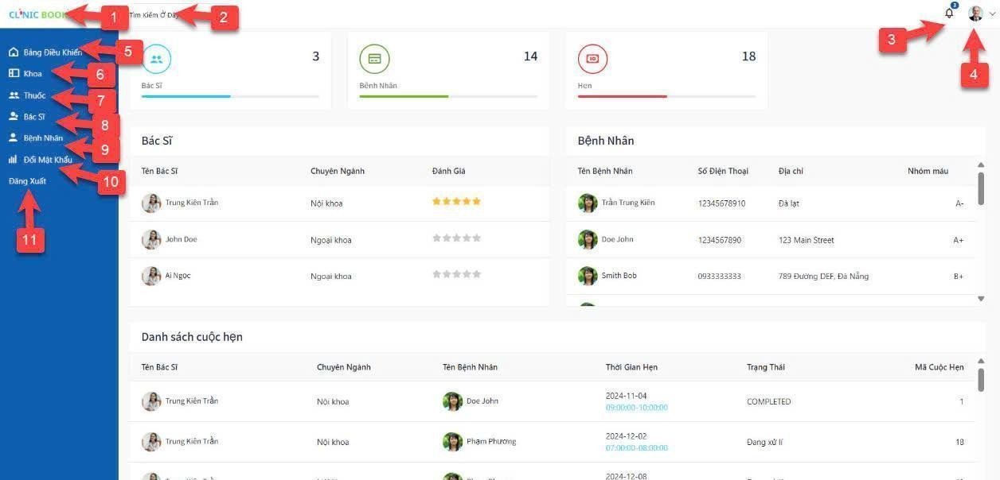 CLINIC BOOK
1
Tìm Kiếm Ở Đây
2
3
3
4
Bảng Điều Khiển
5
Khoa
6
Thuốc
7
Bác Sĩ
8
Bệnh Nhân
9
Đổi Mật Khẩu
10
Đăng Xuất
11
3
Bác Sĩ
14
Bệnh Nhân
18
Hẹn
Bác Sĩ
Tên Bác Sĩ Chuyên Ngành Đánh Giá
Trung Kiên Trần Nội khoa
John Doe Ngoại khoa
Ai Ngọc Ngoại khoa
Bệnh Nhân
Tên Bệnh Nhân Số Điện Thoại Địa chỉ Nhóm máu
Trần Trung Kiên 12345678910 Đà lạt A-
Doe John 1234567890 123 Main Street A+
Smith Bob 0933333333 789 Đường DEF, Đà Nẵng B+
Danh sách cuộc hẹn
Tên Bác Sĩ Chuyên Ngành Tên Bệnh Nhân Thời Gian Hẹn Trạng Thái Mã Cuộc Hẹn
Trung Kiên Trần Nội khoa Doe John 2024-11-04 COMPLETED 1
09:00:00-10:00:00
Trung Kiên Trần Nội khoa Phạm Phương 2024-12-02 Đang xử lí 18
07:00:00-08:00:00
2024-12-08